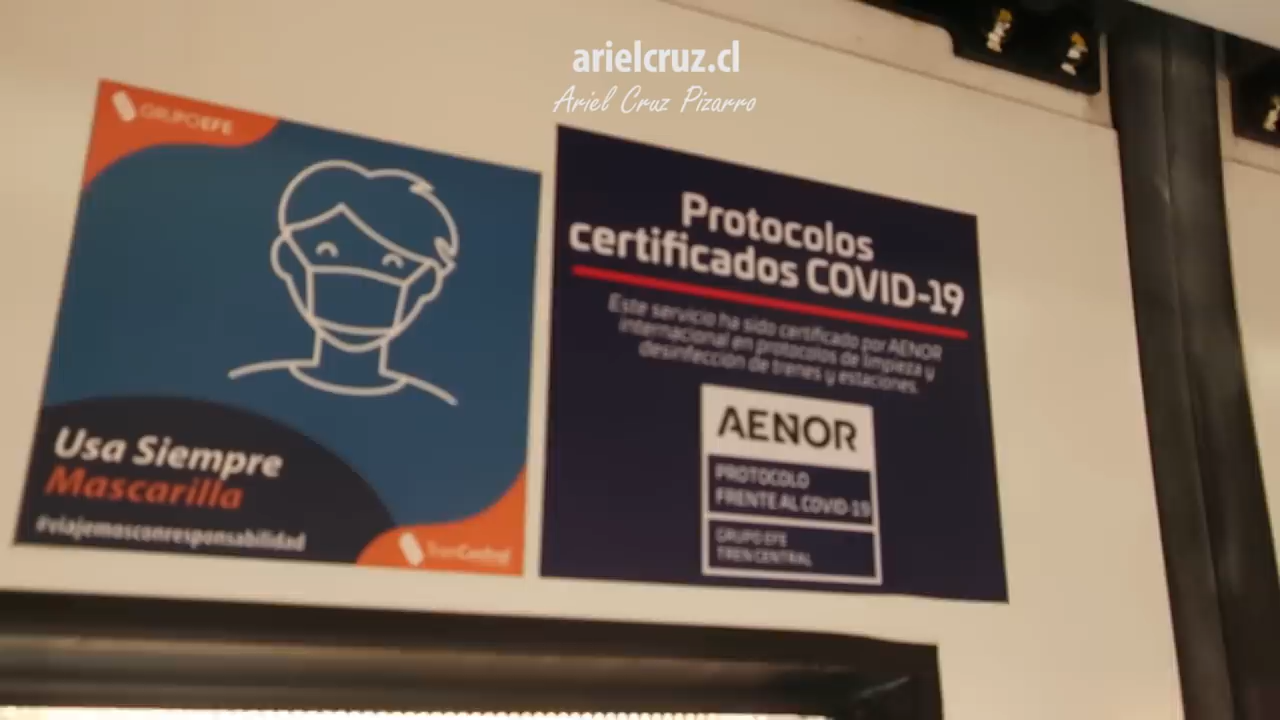 arielcruz.cl
Ariel Cruz Pizarro
GRUPOEFE
Usa Siempre
Mascarilla
#viajemosconresponsabilidad
TrenCentral
Protocolos
certificados COVID-19
Este servicio ha sido certificado por AENOR
internacional en protocolos de limpieza y
desinfección de trenes y estaciones.
AENOR
PROTOCOLO
FRENTE AL COVID-19
GRUPO EFE
TREN CENTRAL